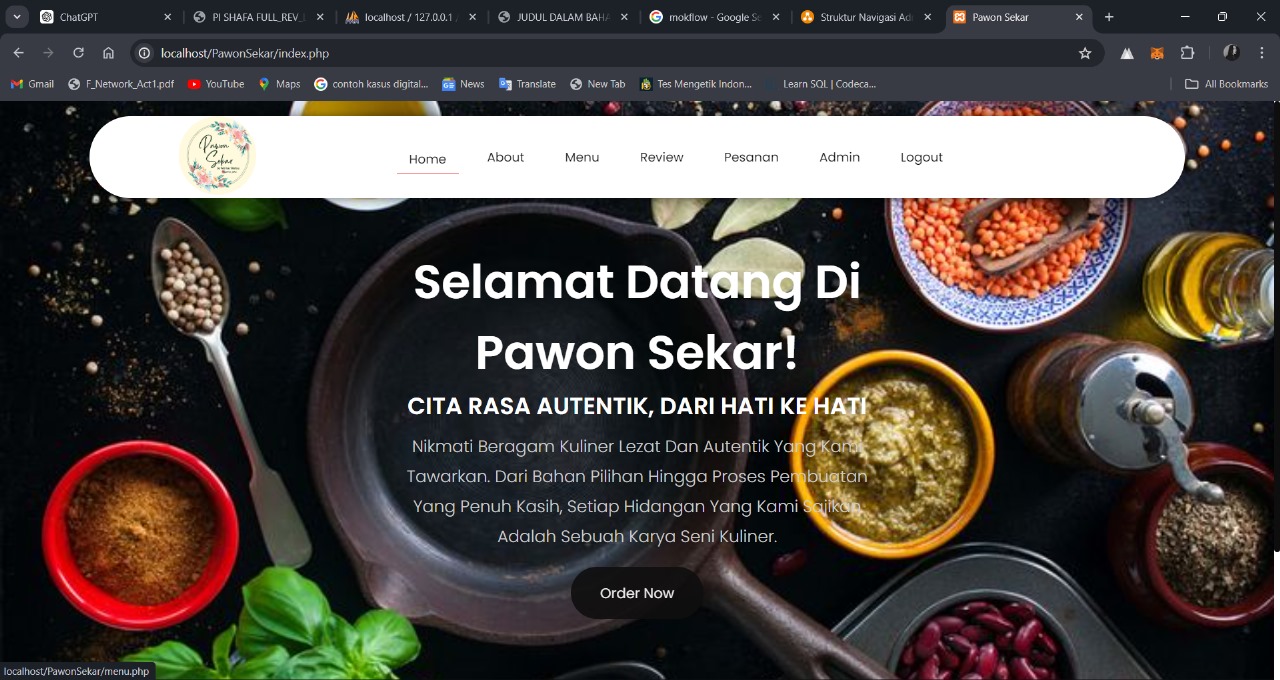 ChatGPT
PI SHAFA FULL_REV_
localhost / 127.0.0.1
JUDUL DALAM BAHA
mokflow - Google Se
Struktur Navigasi Ad
Pawon Sekar
localhost/PawonSekar/index.php
Gmail
F_Network_Act1.pdf
YouTube
Maps
contoh kasus digital...
News
Translate
New Tab
Tes Mengetik Indon...
Learn SQL | Codeca...
All Bookmarks
Pawon
Sekar
Home
About
Menu
Review
Pesanan
Admin
Logout
Selamat Datang Di
Pawon Sekar!
CITA RASA AUTENTIK, DARI HATI KE HATI
Nikmati Beragam Kuliner Lezat Dan Autentik Yang Kami
Tawarkan. Dari Bahan Pilihan Hingga Proses Pembuatan
Yang Penuh Kasih, Setiap Hidangan Yang Kami Sajikan
Adalah Sebuah Karya Seni Kuliner.
Order Now
localhost/PawonSekar/menu.php